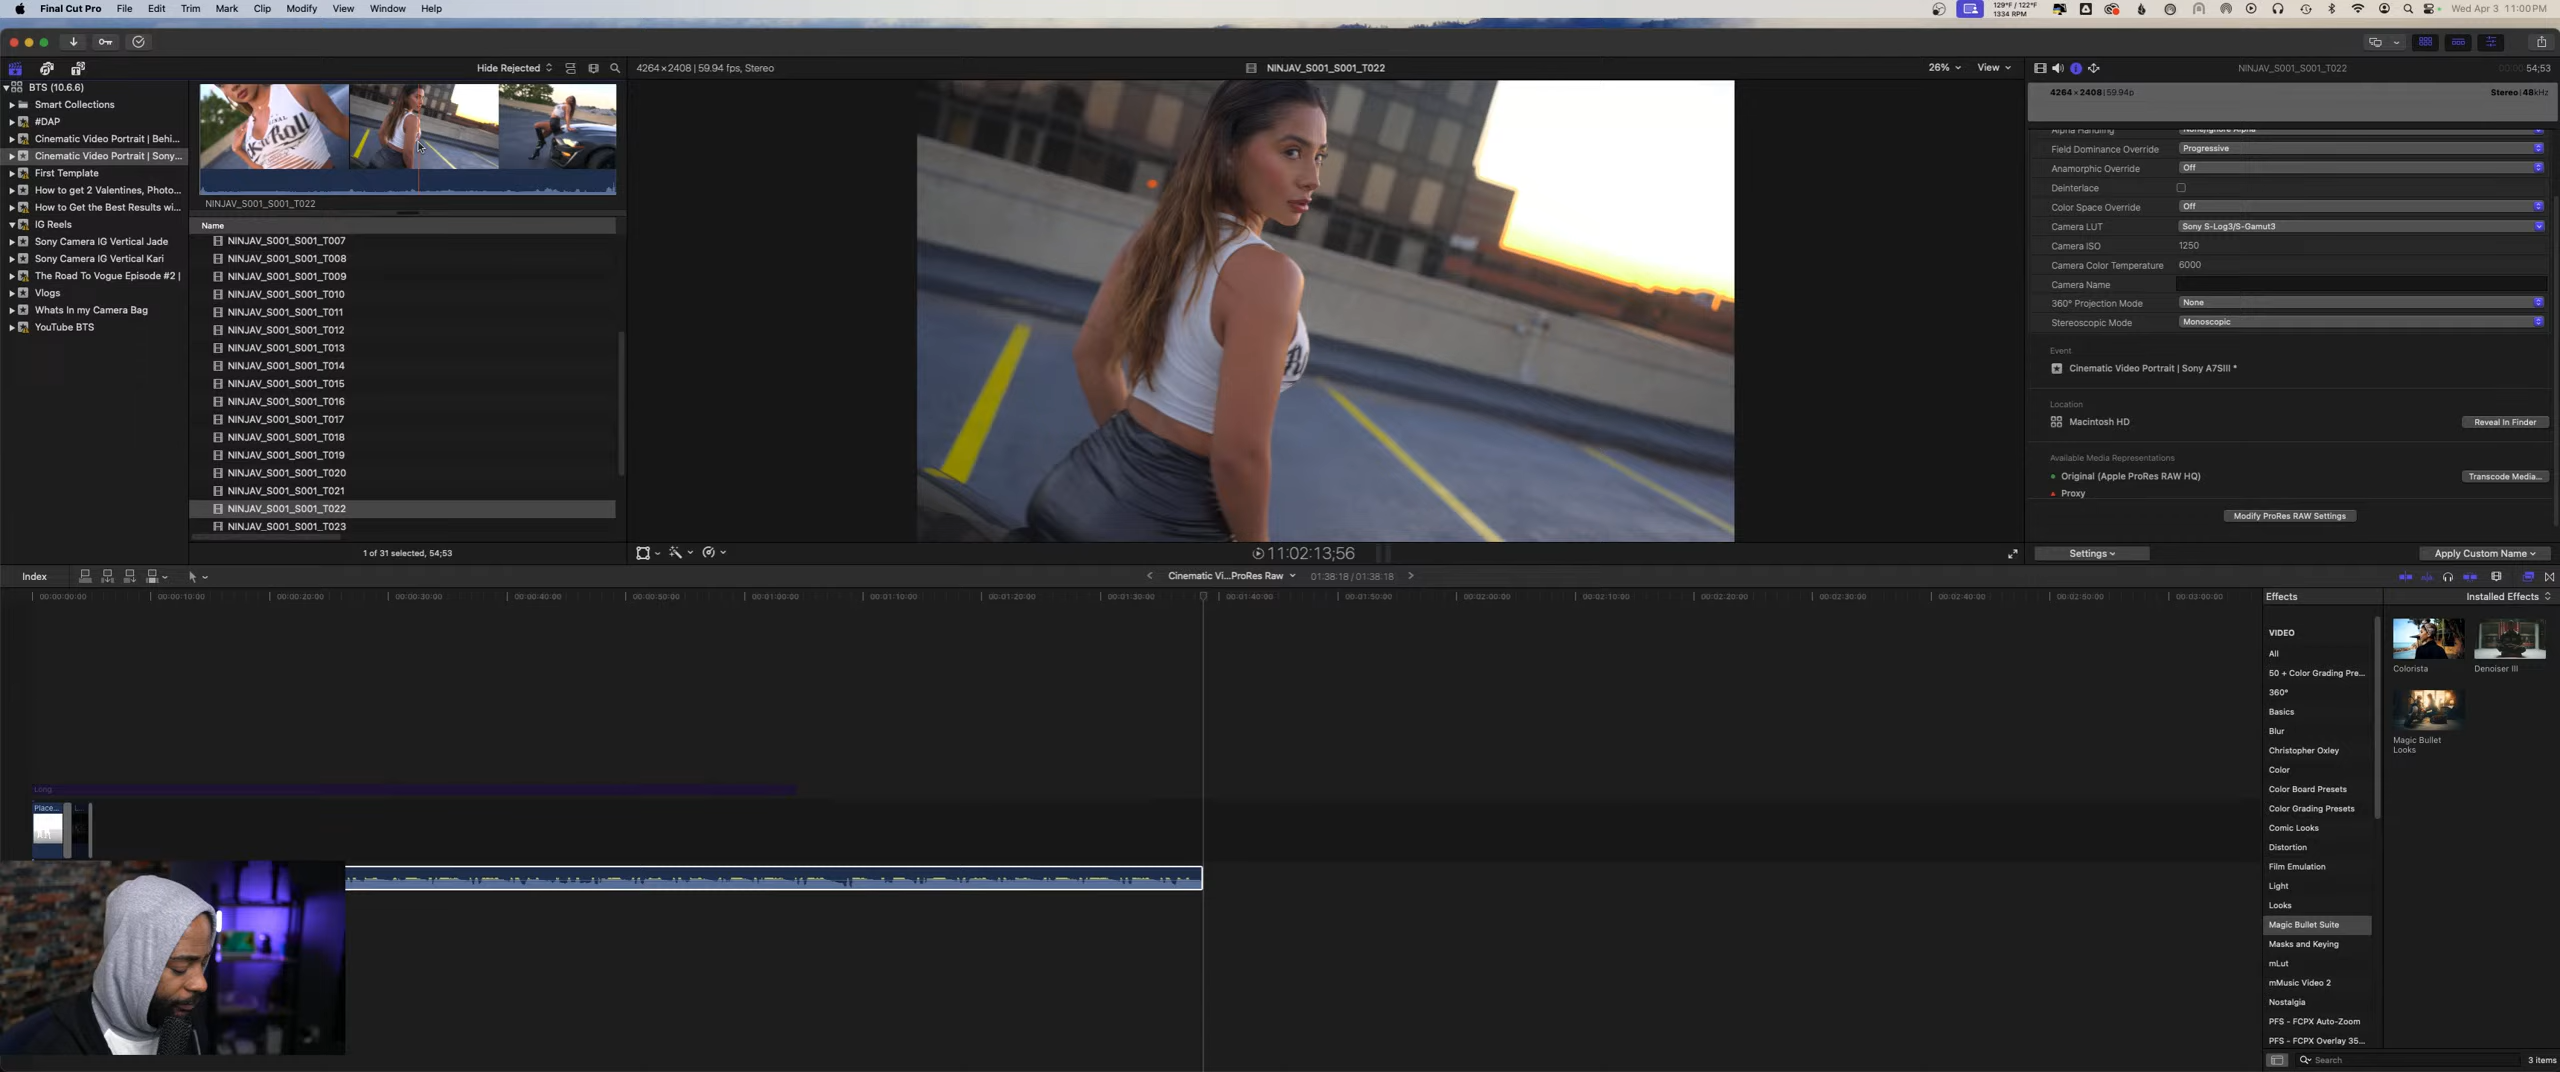 Final Cut Pro File Edit Trim Mark Clip Modify View Window Help
129°F / 122°F
1334 RPM
Wed Apr 3 11:00 PM
Hide Rejected
4264 × 2408 | 59.94 fps, Stereo
NINJAV_S001_S001_T022
26% View
NINJAV_S001_S001_T022
54;53
BTS (10.6.6)
Smart Collections
#DAP
Cinematic Video Portrait | Behi...
Cinematic Video Portrait | Sony...
First Template
How to get 2 Valentines, Photo...
How to Get the Best Results wi...
IG Reels
Sony Camera IG Vertical Jade
Sony Camera IG Vertical Kari
The Road To Vogue Episode #2 |
Vlogs
Whats In my Camera Bag
YouTube BTS
NINJAV_S001_S001_T022
Name
NINJAV_S001_S001_T007
NINJAV_S001_S001_T008
NINJAV_S001_S001_T009
NINJAV_S001_S001_T010
NINJAV_S001_S001_T011
NINJAV_S001_S001_T012
NINJAV_S001_S001_T013
NINJAV_S001_S001_T014
NINJAV_S001_S001_T015
NINJAV_S001_S001_T016
NINJAV_S001_S001_T017
NINJAV_S001_S001_T018
NINJAV_S001_S001_T019
NINJAV_S001_S001_T020
NINJAV_S001_S001_T021
NINJAV_S001_S001_T022
NINJAV_S001_S001_T023
1 of 31 selected, 54;53
11:02:13;56
4264 × 2408 | 59.94p
Stereo | 48kHz
Alpha Handling None/Ignore Alpha
Field Dominance Override Progressive
Anamorphic Override Off
Deinterlace
Color Space Override Off
Camera LUT Sony S-Log3/S-Gamut3
Camera ISO 1250
Camera Color Temperature 6000
Camera Name
360° Projection Mode None
Stereoscopic Mode Monoscopic
Event
Cinematic Video Portrait | Sony A7SIII *
Location
Macintosh HD Reveal In Finder
Available Media Representations
Original (Apple ProRes RAW HQ) Transcode Media...
Proxy
Modify ProRes RAW Settings
Settings Apply Custom Name
Index
Cinematic Vi...ProRes Raw
01:38:18 / 01:38:18
00:00:00:00 00:00:10:00 00:00:20:00 00:00:30:00 00:00:40:00 00:00:50:00 00:01:00:00 00:01:10:00 00:01:20:00 00:01:30:00 00:01:40:00 00:01:50:00 00:02:00:00 00:02:10:00 00:02:20:00 00:02:30:00 00:02:40:00 00:02:50:00 00:03:00:00
Long
Place...
Effects Installed Effects
VIDEO
All
50 + Color Grading Pre...
360°
Basics
Blur
Christopher Oxley
Color
Color Board Presets
Color Grading Presets
Comic Looks
Distortion
Film Emulation
Light
Looks
Magic Bullet Suite
Masks and Keying
mLut
mMusic Video 2
Nostalgia
PFS - FCPX Auto-Zoom
PFS - FCPX Overlay 35...
Colorista
Denoiser III
Magic Bullet
Looks
Search
3 items